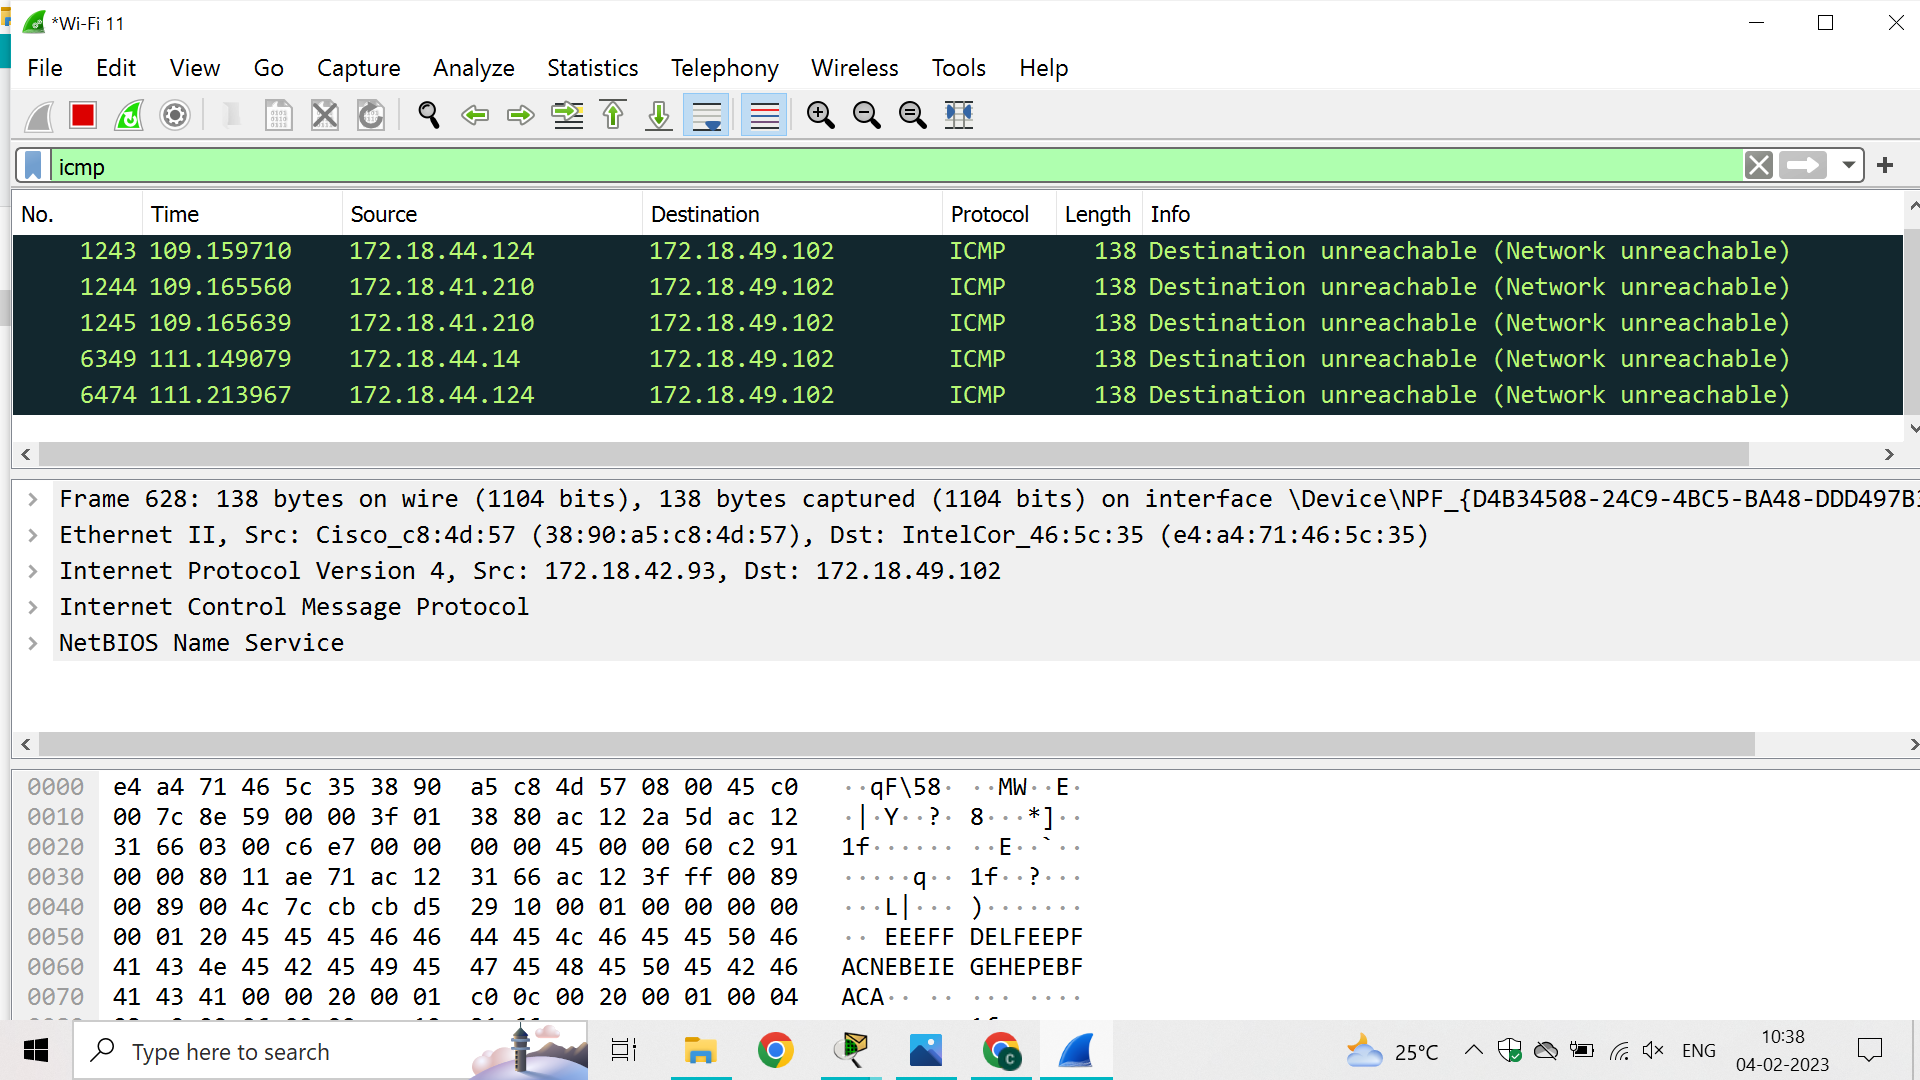 *Wi-Fi 11
File Edit View Go Capture Analyze Statistics Telephony Wireless Tools Help
icmp
No. Time Source Destination Protocol Length Info
1243 109.159710 172.18.44.124 172.18.49.102 ICMP 138 Destination unreachable (Network unreachable)
1244 109.165560 172.18.41.210 172.18.49.102 ICMP 138 Destination unreachable (Network unreachable)
1245 109.165639 172.18.41.210 172.18.49.102 ICMP 138 Destination unreachable (Network unreachable)
6349 111.149079 172.18.44.14 172.18.49.102 ICMP 138 Destination unreachable (Network unreachable)
6474 111.213967 172.18.44.124 172.18.49.102 ICMP 138 Destination unreachable (Network unreachable)
Frame 628: 138 bytes on wire (1104 bits), 138 bytes captured (1104 bits) on interface \Device\NPF_{D4B34508-24C9-4BC5-BA48-DDD497B
Ethernet II, Src: Cisco_c8:4d:57 (38:90:a5:c8:4d:57), Dst: IntelCor_46:5c:35 (e4:a4:71:46:5c:35)
Internet Protocol Version 4, Src: 172.18.42.93, Dst: 172.18.49.102
Internet Control Message Protocol
NetBIOS Name Service
0000 e4 a4 71 46 5c 35 38 90 a5 c8 4d 57 08 00 45 c0 ··qF\58· ··MW··E·
0010 00 7c 8e 59 00 00 3f 01 38 80 ac 12 2a 5d ac 12 ·|·Y··?· 8···*]··
0020 31 66 03 00 c6 e7 00 00 00 00 45 00 00 60 c2 91 1f······ ··E··`··
0030 00 00 80 11 ae 71 ac 12 31 66 ac 12 3f ff 00 89 ·····q·· 1f··?···
0040 00 89 00 4c 7c cb cb d5 29 10 00 01 00 00 00 00 ···L|··· )·······
0050 00 01 20 45 45 45 46 46 44 45 4c 46 45 45 50 46 ·· EEEFF DELFEEPF
0060 41 43 4e 45 42 45 49 45 47 45 48 45 50 45 42 46 ACNEBEIE GEHEPEBF
0070 41 43 41 00 00 20 00 01 c0 0c 00 20 00 01 00 04 ACA·· ·· ··· ····
Type here to search
25°C
ENG
10:38
04-02-2023